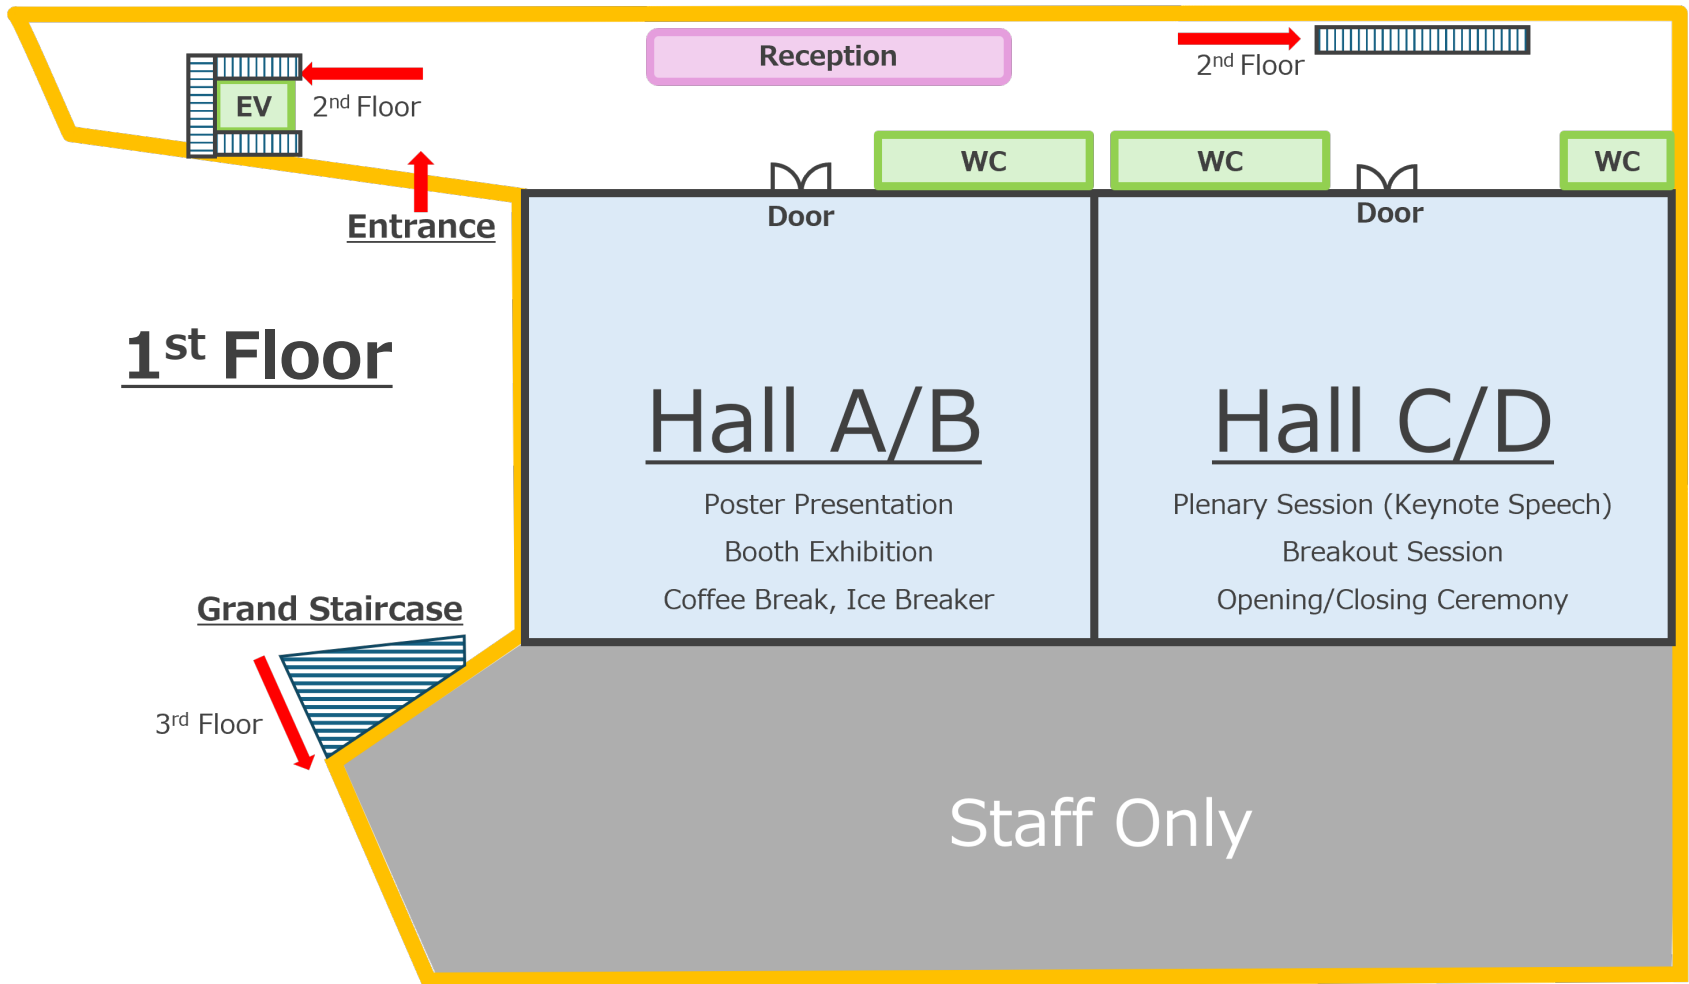 Reception
2nd Floor
EV
2nd Floor
WC
WC
WC
Door
Door
Entrance
1st Floor
Hall A/B
Poster Presentation
Booth Exhibition
Coffee Break, Ice Breaker
Hall C/D
Plenary Session (Keynote Speech)
Breakout Session
Opening/Closing Ceremony
Grand Staircase
3rd Floor
Staff Only